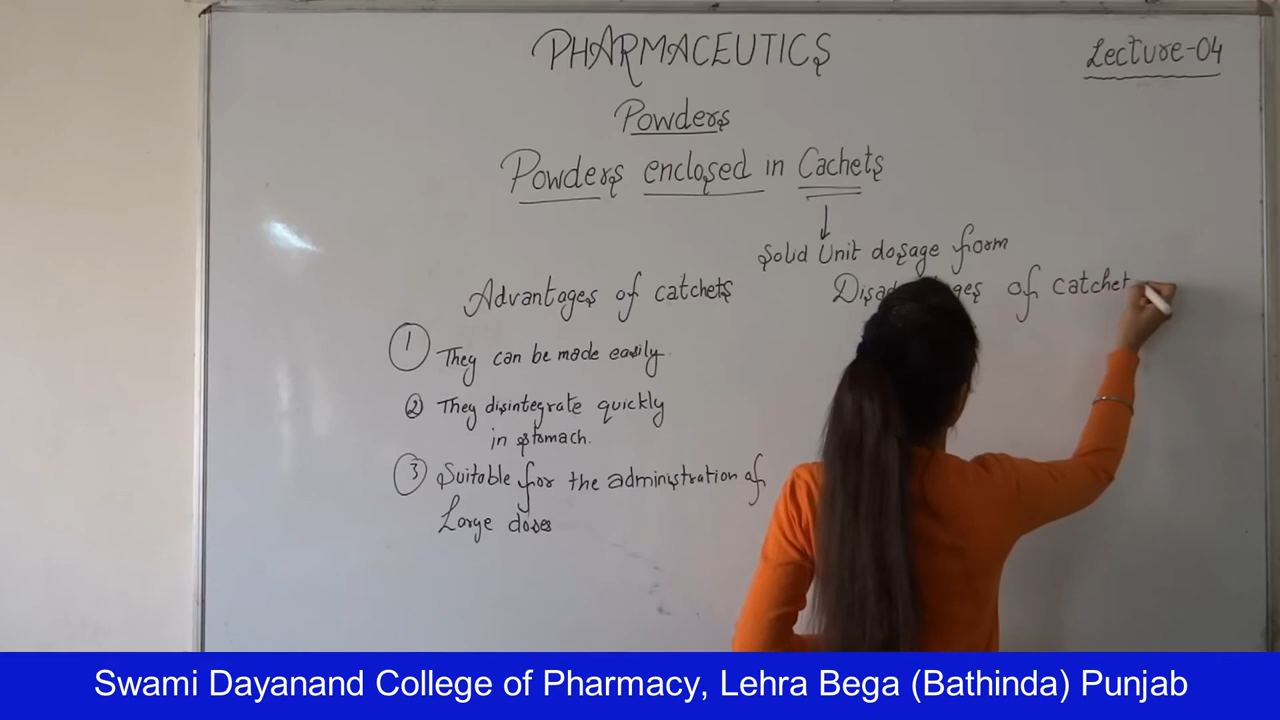 PHARMACEUTICS
Lecture-04
Powders
Powders enclosed in Cachets
Solid Unit dosage form
Advantages of catchets
of catchet
① They can be made easily.
② They disintegrate quickly
in stomach.
③ Suitable for the administration of
Large doses
Swami Dayanand College of Pharmacy, Lehra Bega (Bathinda) Punjab